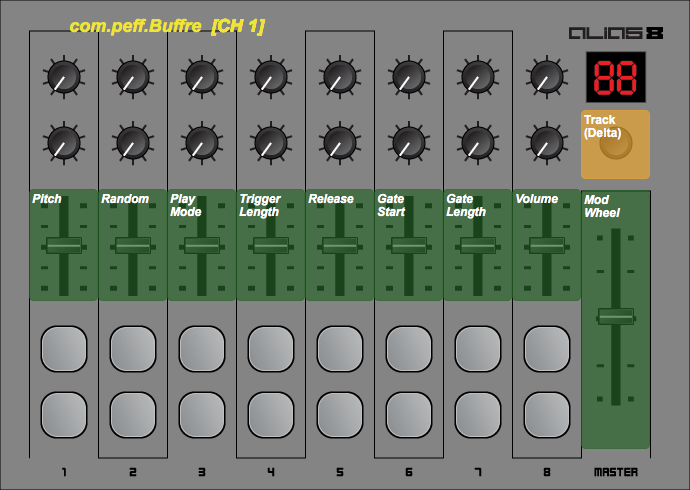 com.peff.Buffre [CH 1]
ALIAS 8
88
Track
(Delta)
Pitch
Random
Play
Mode
Trigger
Length
Release
Gate
Start
Gate
Length
Volume
Mod
Wheel
1 2 3 4 5 6 7 8 MASTER